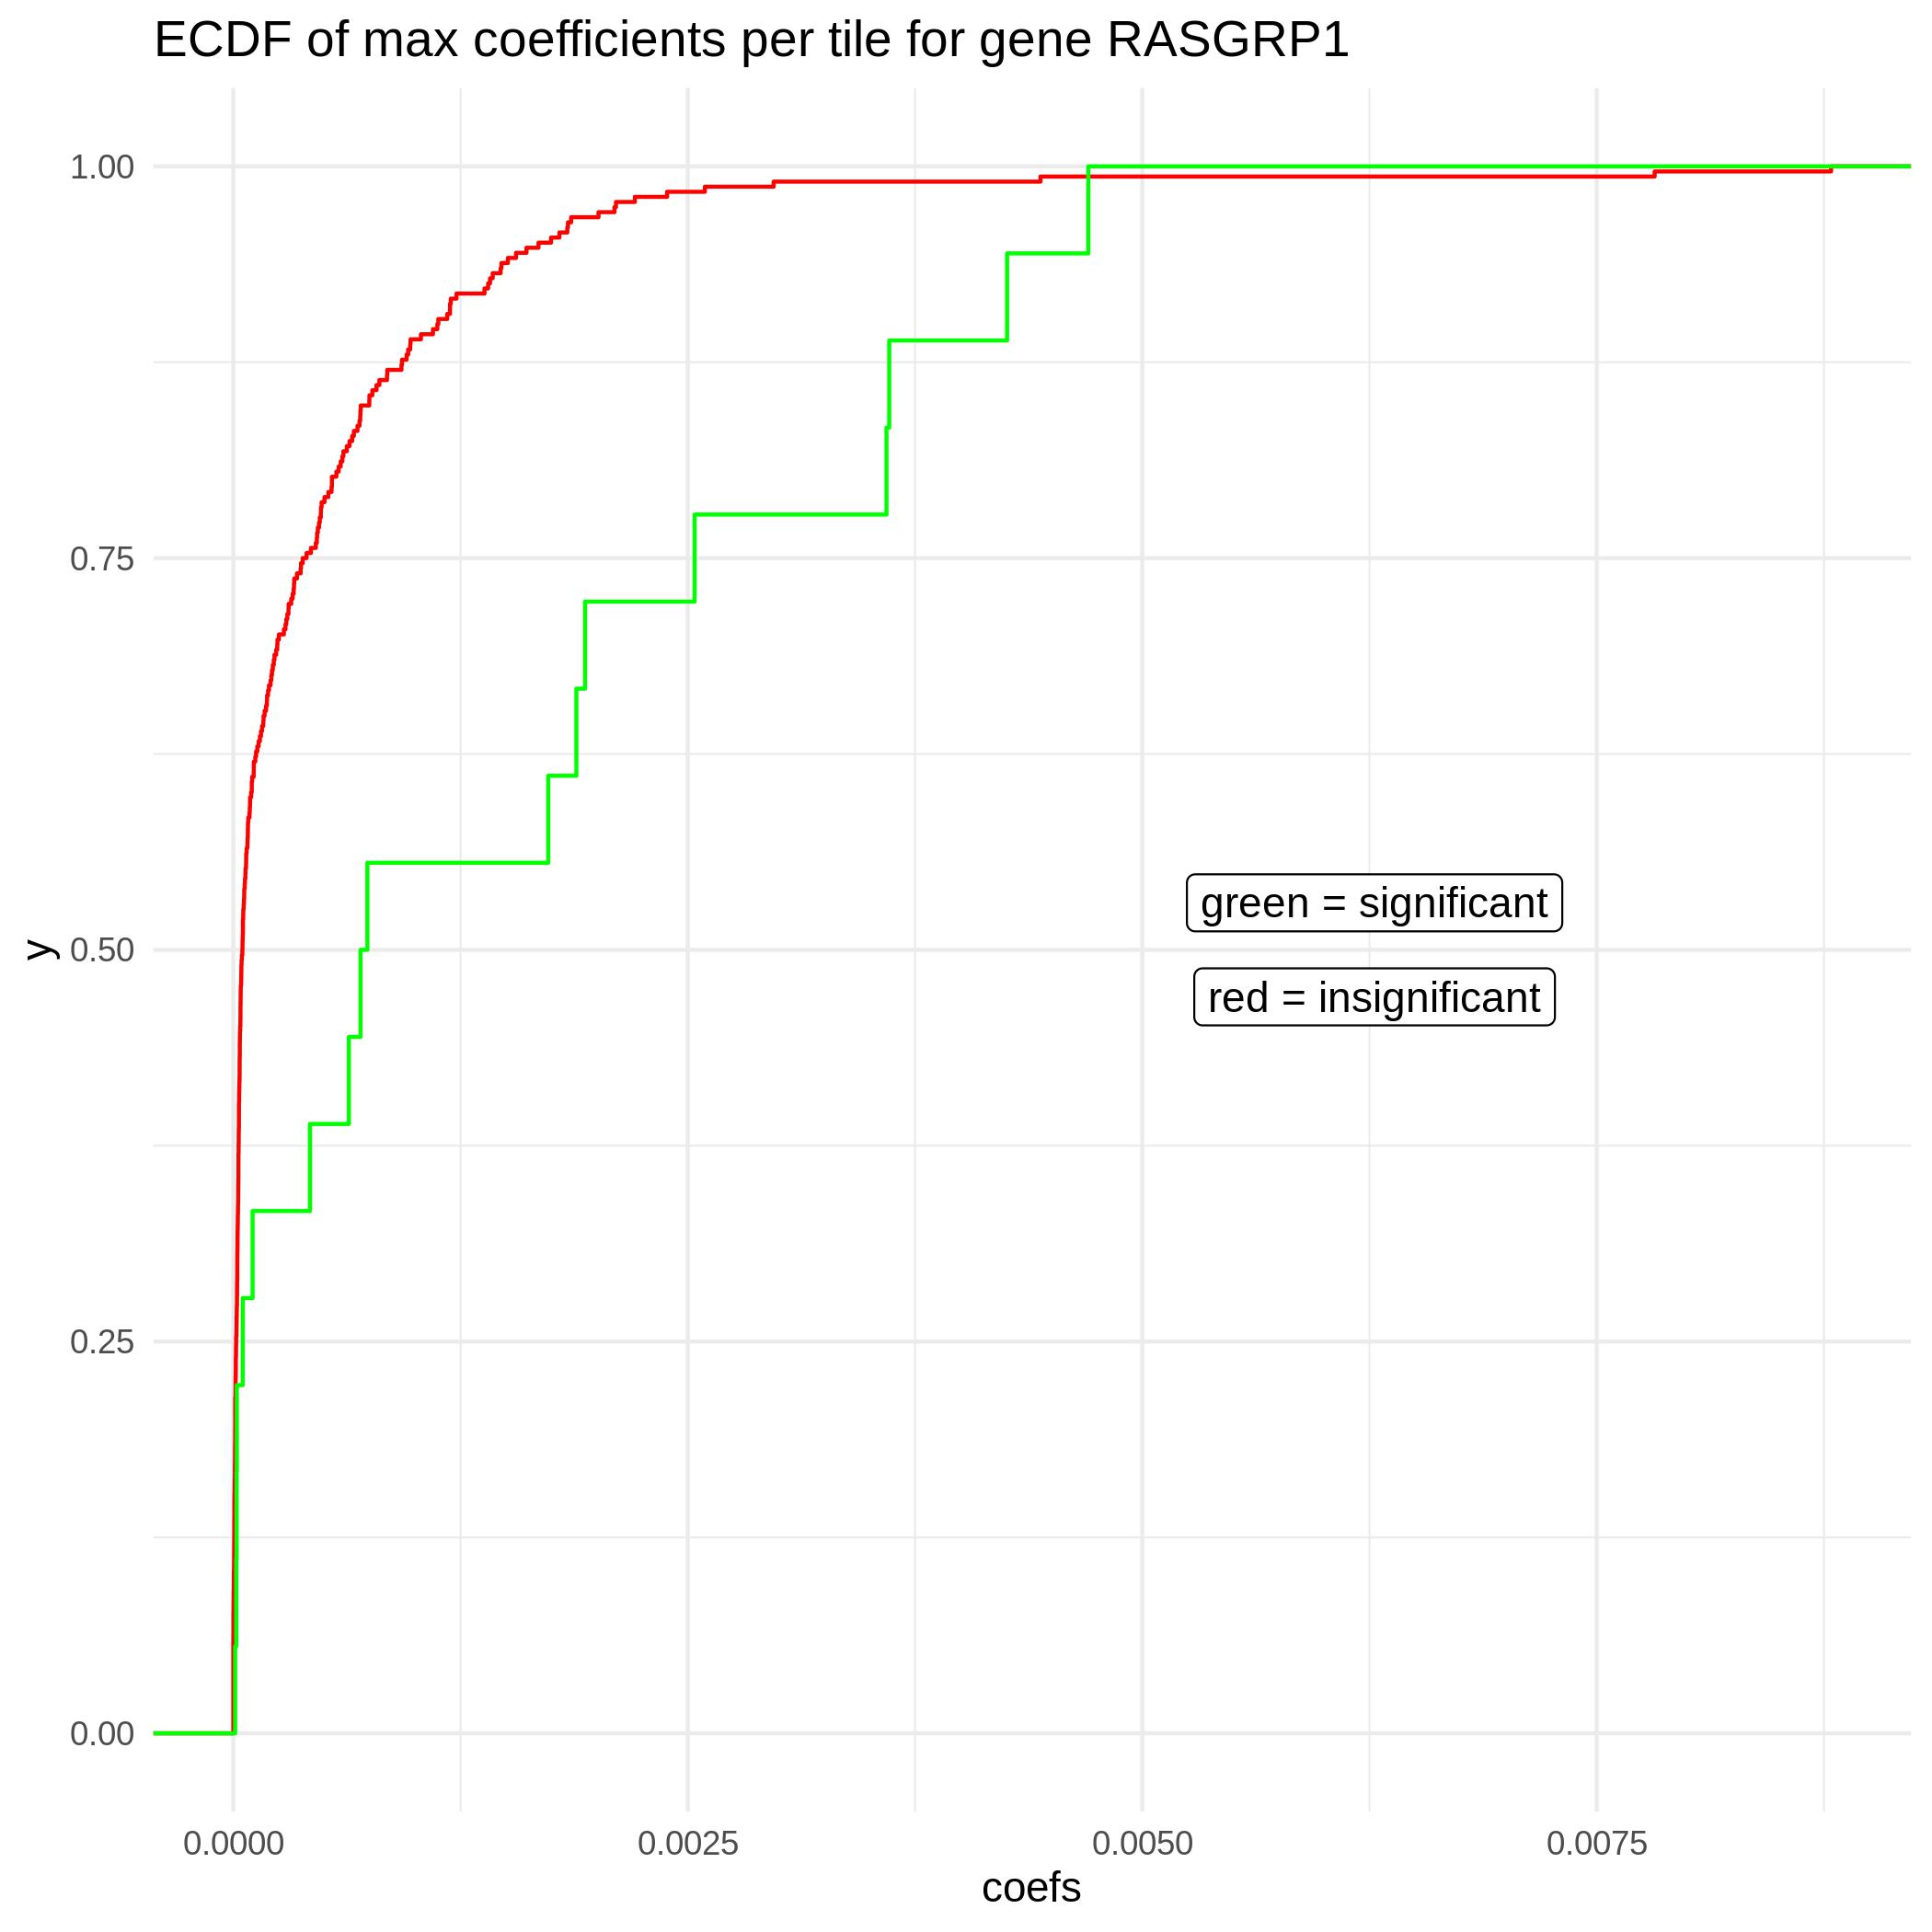 ECDF of max coefficients per tile for gene RASGRP1
1.00
0.75
0.50
0.25
0.00
y
green = significant
red = insignificant
0.0000 0.0025 0.0050 0.0075
coefs